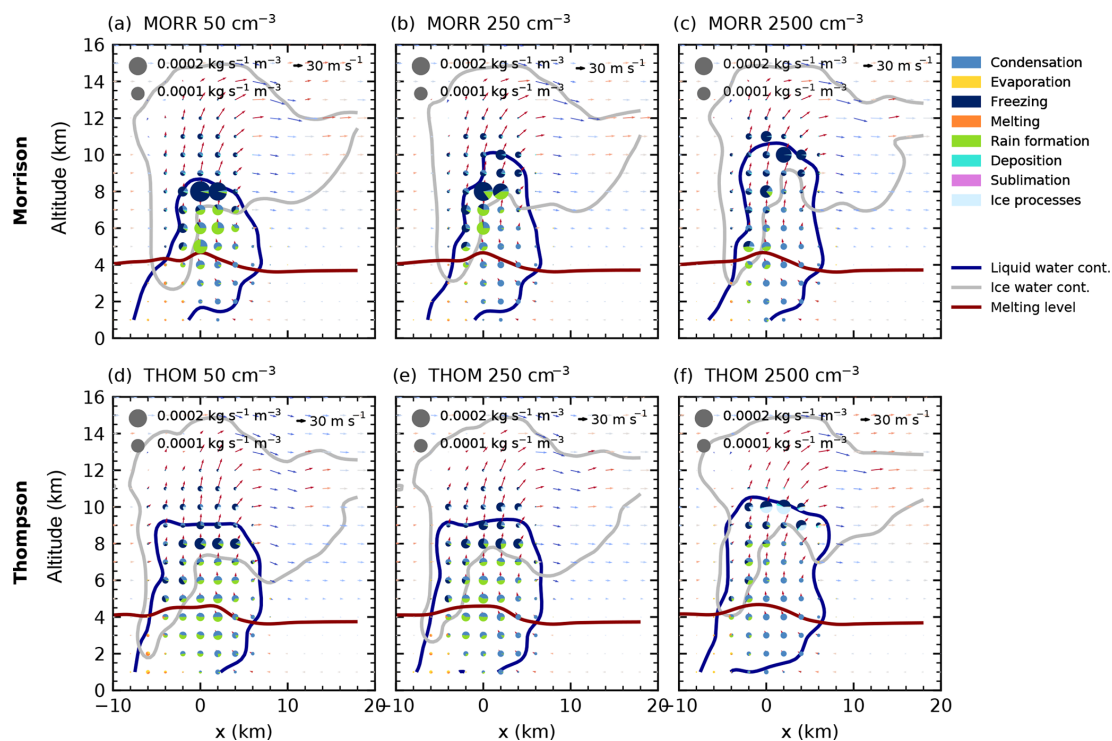 (a) MORR 50 cm⁻³
(b) MORR 250 cm⁻³
(c) MORR 2500 cm⁻³
Morrison
Altitude (km)
16
14
12
10
8
6
4
2
0
0.0002 kg s⁻¹ m⁻³
30 m s⁻¹
0.0001 kg s⁻¹ m⁻³
0.0002 kg s⁻¹ m⁻³
30 m s⁻¹
0.0001 kg s⁻¹ m⁻³
0.0002 kg s⁻¹ m⁻³
30 m s⁻¹
0.0001 kg s⁻¹ m⁻³
Condensation
Evaporation
Freezing
Melting
Rain formation
Deposition
Sublimation
Ice processes
Liquid water cont.
Ice water cont.
Melting level
(d) THOM 50 cm⁻³
(e) THOM 250 cm⁻³
(f) THOM 2500 cm⁻³
Thompson
Altitude (km)
16
14
12
10
8
6
4
2
0
0.0002 kg s⁻¹ m⁻³
30 m s⁻¹
0.0001 kg s⁻¹ m⁻³
0.0002 kg s⁻¹ m⁻³
30 m s⁻¹
0.0001 kg s⁻¹ m⁻³
0.0002 kg s⁻¹ m⁻³
30 m s⁻¹
0.0001 kg s⁻¹ m⁻³
−10 0 10 20
−10 0 10 20
−10 0 10 20
x (km)
x (km)
x (km)